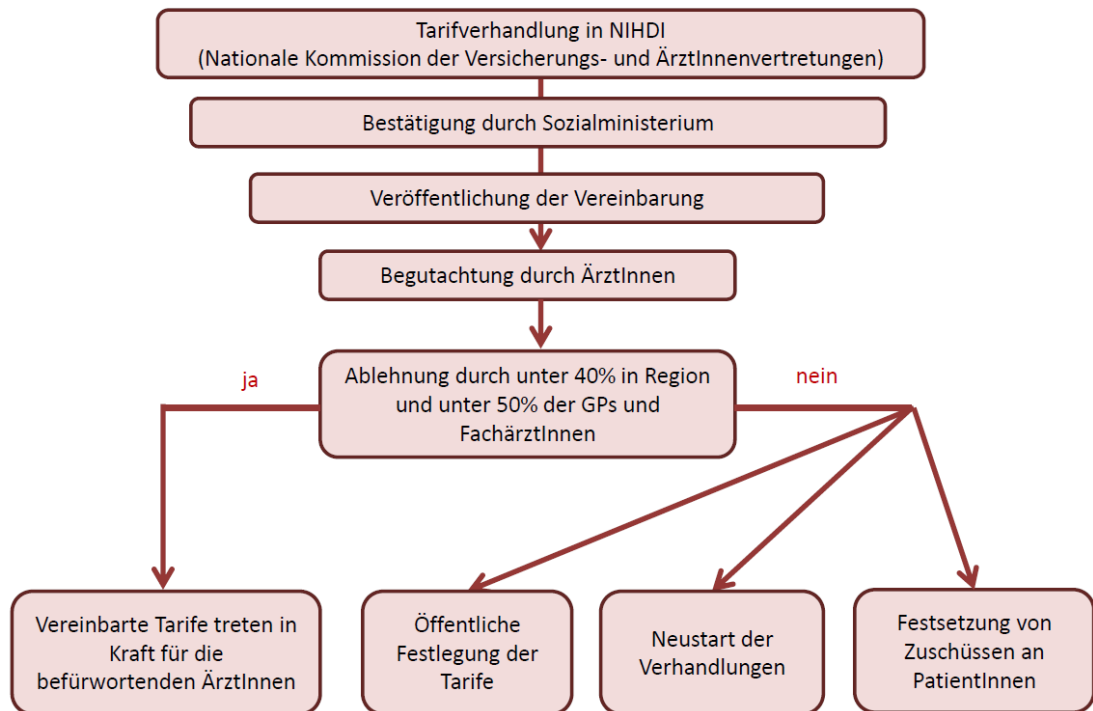 Tarifverhandlung in NIHDI
(Nationale Kommission der Versicherungs- und ÄrztInnenvertretungen)
Bestätigung durch Sozialministerium
Veröffentlichung der Vereinbarung
Begutachtung durch ÄrztInnen
ja
Ablehnung durch unter 40% in Region
und unter 50% der GPs und
FachärztInnen
nein
Vereinbarte Tarife treten in
Kraft für die
befürwortenden ÄrztInnen
Öffentliche
Festlegung der
Tarife
Neustart der
Verhandlungen
Festsetzung von
Zuschüssen an
PatientInnen